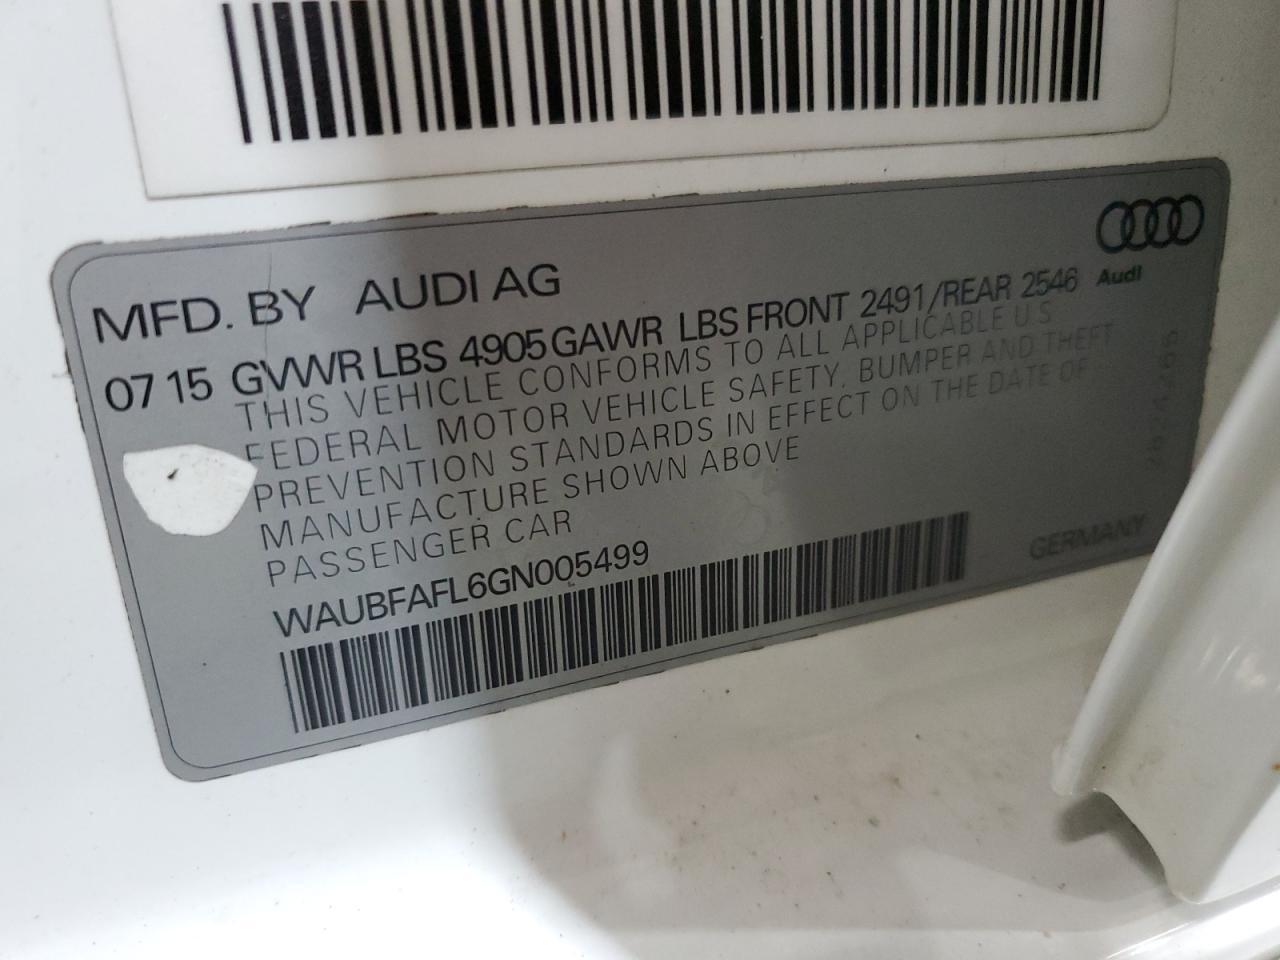 MFD. BY AUDI AG
Audi
07 15 GVWR LBS 4905 GAWR LBS FRONT 2491/REAR 2546
THIS VEHICLE CONFORMS TO ALL APPLICABLE U S
FEDERAL MOTOR VEHICLE SAFETY, BUMPER AND THEFT
PREVENTION STANDARDS IN EFFECT ON THE DATE OF
MANUFACTURE SHOWN ABOVE
PASSENGER CAR
WAUBFAFL6GN005499
GERMANY